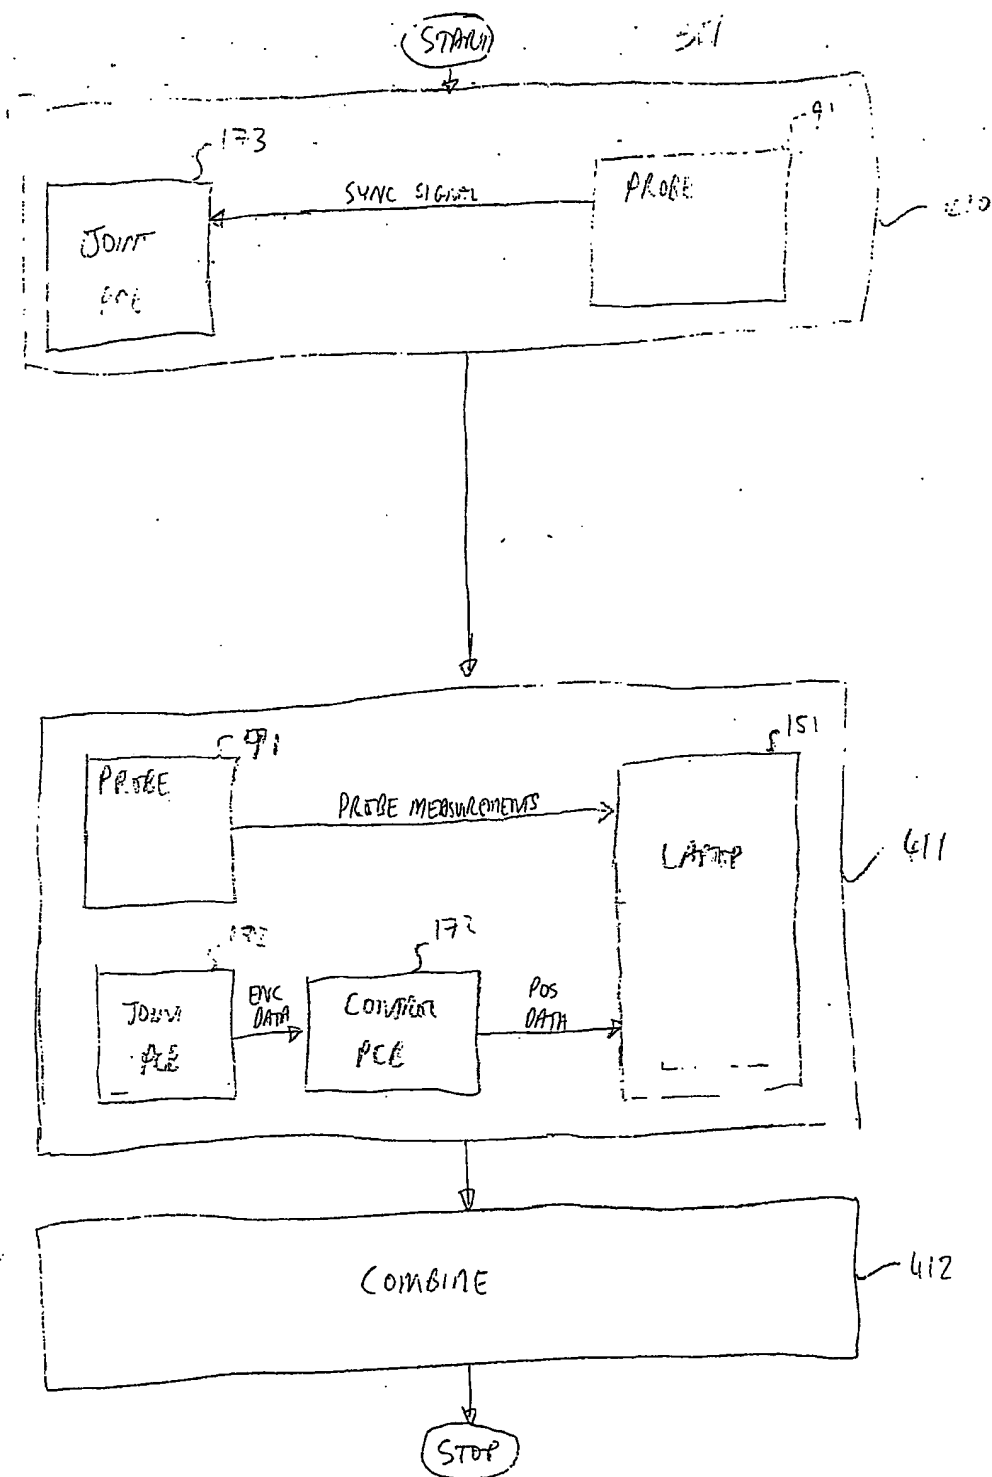 START
173
91
SYNC SIGNAL
PROBE
JOINT
91
151
PROBE
PROBE MEASUREMENTS
LAPTOP
411
172
ENC
DATA
CONTROL
PCB
POS
DATA
JOINT
PCB
COMBINE
412
STOP